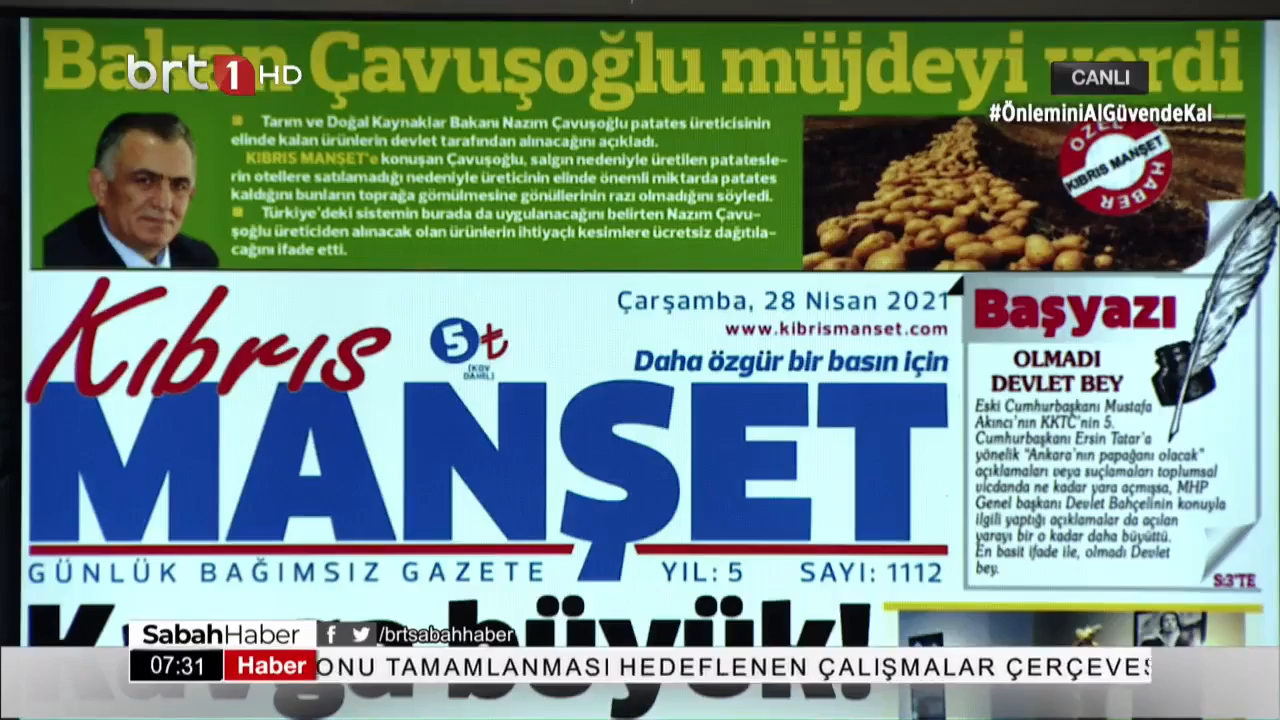 Bakan Çavuşoğlu müjdeyi verdi
brt 1 HD
CANLI
#ÖnleminiAlGüvendeKal
Tarım ve Doğal Kaynaklar Bakanı Nazım Çavuşoğlu patates üreticisinin
elinde kalan ürünlerin devlet tarafından alınacağını açıkladı.
KIBRIS MANŞET'e konuşan Çavuşoğlu, salgın nedeniyle üretilen patatesle-
rin otellere satılamadığı nedeniyle üreticinin elinde önemli miktarda patates
kaldığını bunların toprağa gömülmesine gönüllerinin razı olmadığını söyledi.
Türkiye'deki sistemin burada da uygulanacağını belirten Nazım Çavu-
şoğlu üreticiden alınacak olan ürünlerin ihtiyaçlı kesimlere ücretsiz dağıtıla-
cağını ifade etti.
ÖZEL
KIBRIS MANŞET
HABER
Kıbrıs
MANŞET
5 ₺
(KDV
DAHİL)
Çarşamba, 28 Nisan 2021
www.kibrismanset.com
Daha özgür bir basın için
GÜNLÜK BAĞIMSIZ GAZETE YIL: 5 SAYI: 1112
Başyazı
OLMADI
DEVLET BEY
Eski Cumhurbaşkanı Mustafa
Akıncı'nın KKTC'nin 5.
Cumhurbaşkanı Ersin Tatar'a
yönelik "Ankara'nın papağanı olacak"
açıklamaları veya suçlamaları toplumsal
vicdanda ne kadar yara açmışsa, MHP
Genel başkanı Devlet Bahçelinin konuyla
ilgili yaptığı açıklamalar da açılan
yarayı bir o kadar daha büyüttü.
En basit ifade ile, olmadı Devlet
bey.
S:3'TE
Kavga büyük!
SabahHaber
/brtsabahhaber
07:31 Haber
ONU TAMAMLANMASI HEDEFLENEN ÇALIŞMALAR ÇERÇEVES